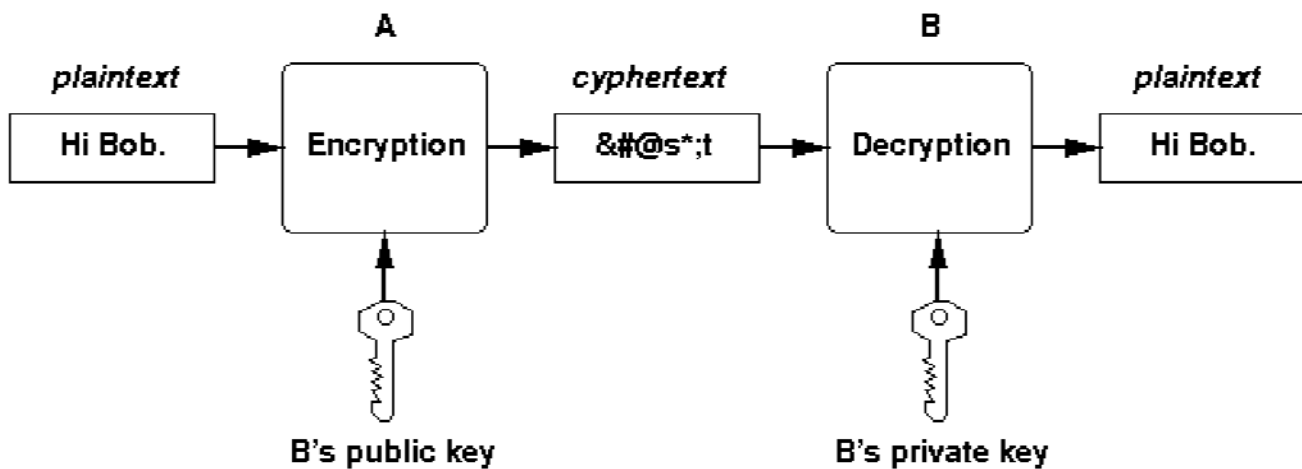 A
B
plaintext
cyphertext
plaintext
Hi Bob.
Encryption
&#@s*;t
Decryption
Hi Bob.
B's public key
B's private key